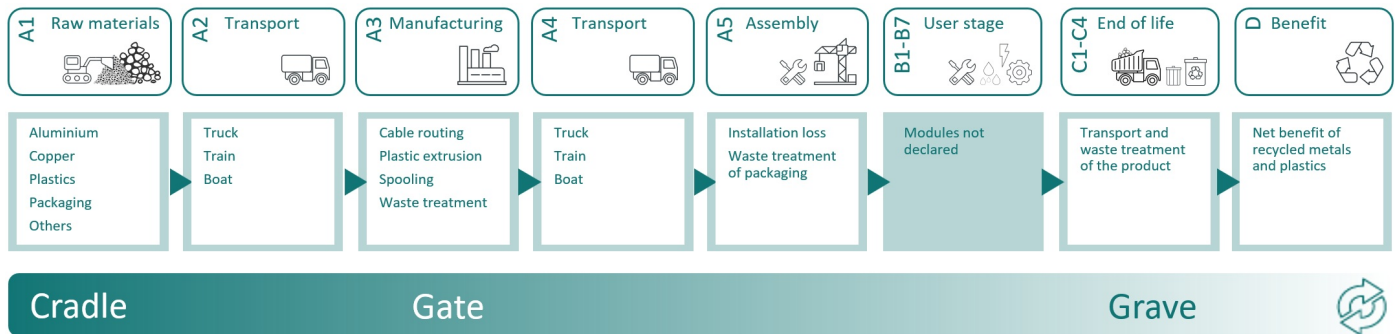 A1 Raw materials
A2 Transport
A3 Manufacturing
A4 Transport
A5 Assembly
B1-B7 User stage
C1-C4 End of life
D Benefit
Aluminium
Copper
Plastics
Packaging
Others
Truck
Train
Boat
Cable routing
Plastic extrusion
Spooling
Waste treatment
Truck
Train
Boat
Installation loss
Waste treatment
of packaging
Modules not
declared
Transport and
waste treatment
of the product
Net benefit of
recycled metals
and plastics
Cradle
Gate
Grave